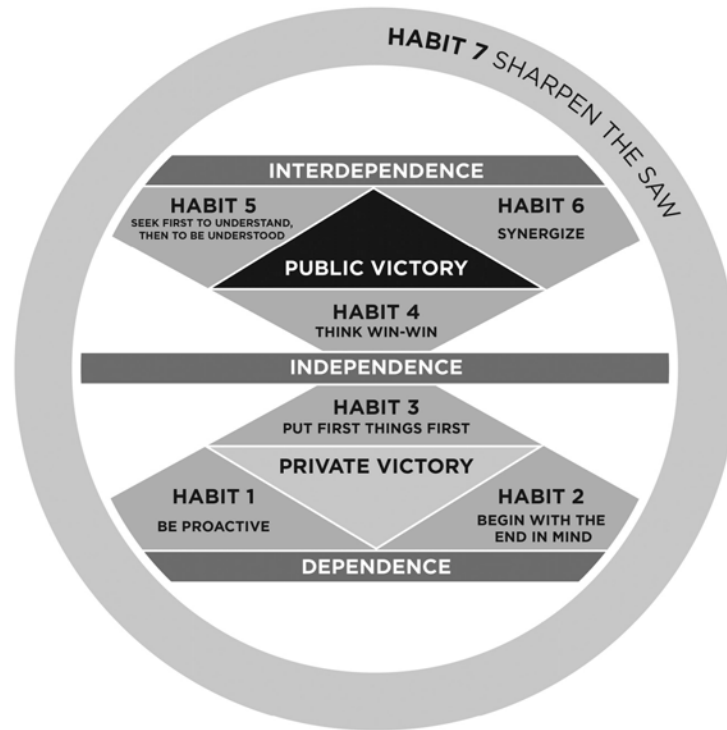 HABIT 7 SHARPEN THE SAW
INTERDEPENDENCE
HABIT 5
SEEK FIRST TO UNDERSTAND,
THEN TO BE UNDERSTOOD
HABIT 6
SYNERGIZE
PUBLIC VICTORY
HABIT 4
THINK WIN-WIN
INDEPENDENCE
HABIT 3
PUT FIRST THINGS FIRST
PRIVATE VICTORY
HABIT 1
BE PROACTIVE
HABIT 2
BEGIN WITH THE
END IN MIND
DEPENDENCE